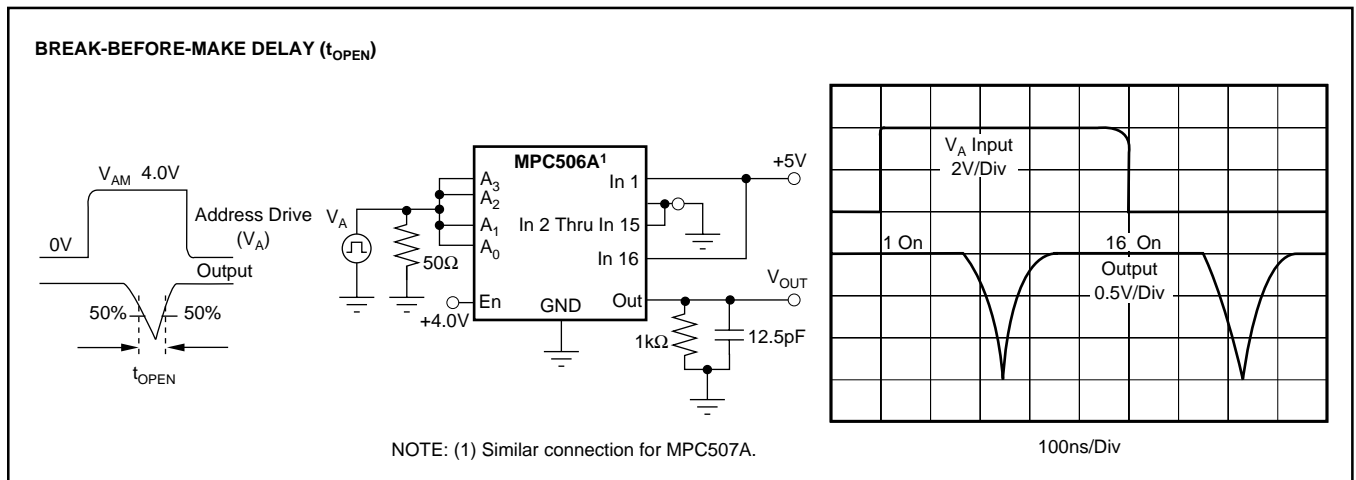 BREAK-BEFORE-MAKE DELAY (tOPEN)
VAM 4.0V
0V
Address Drive
(VA)
Output
50%
50%
tOPEN
VA
50Ω
MPC506A1
A3
A2
A1
A0
En
+4.0V
GND
In 1
In 2 Thru In 15
In 16
Out
+5V
VOUT
1kΩ
12.5pF
VA Input
2V/Div
1 On
16 On
Output
0.5V/Div
100ns/Div
NOTE: (1) Similar connection for MPC507A.